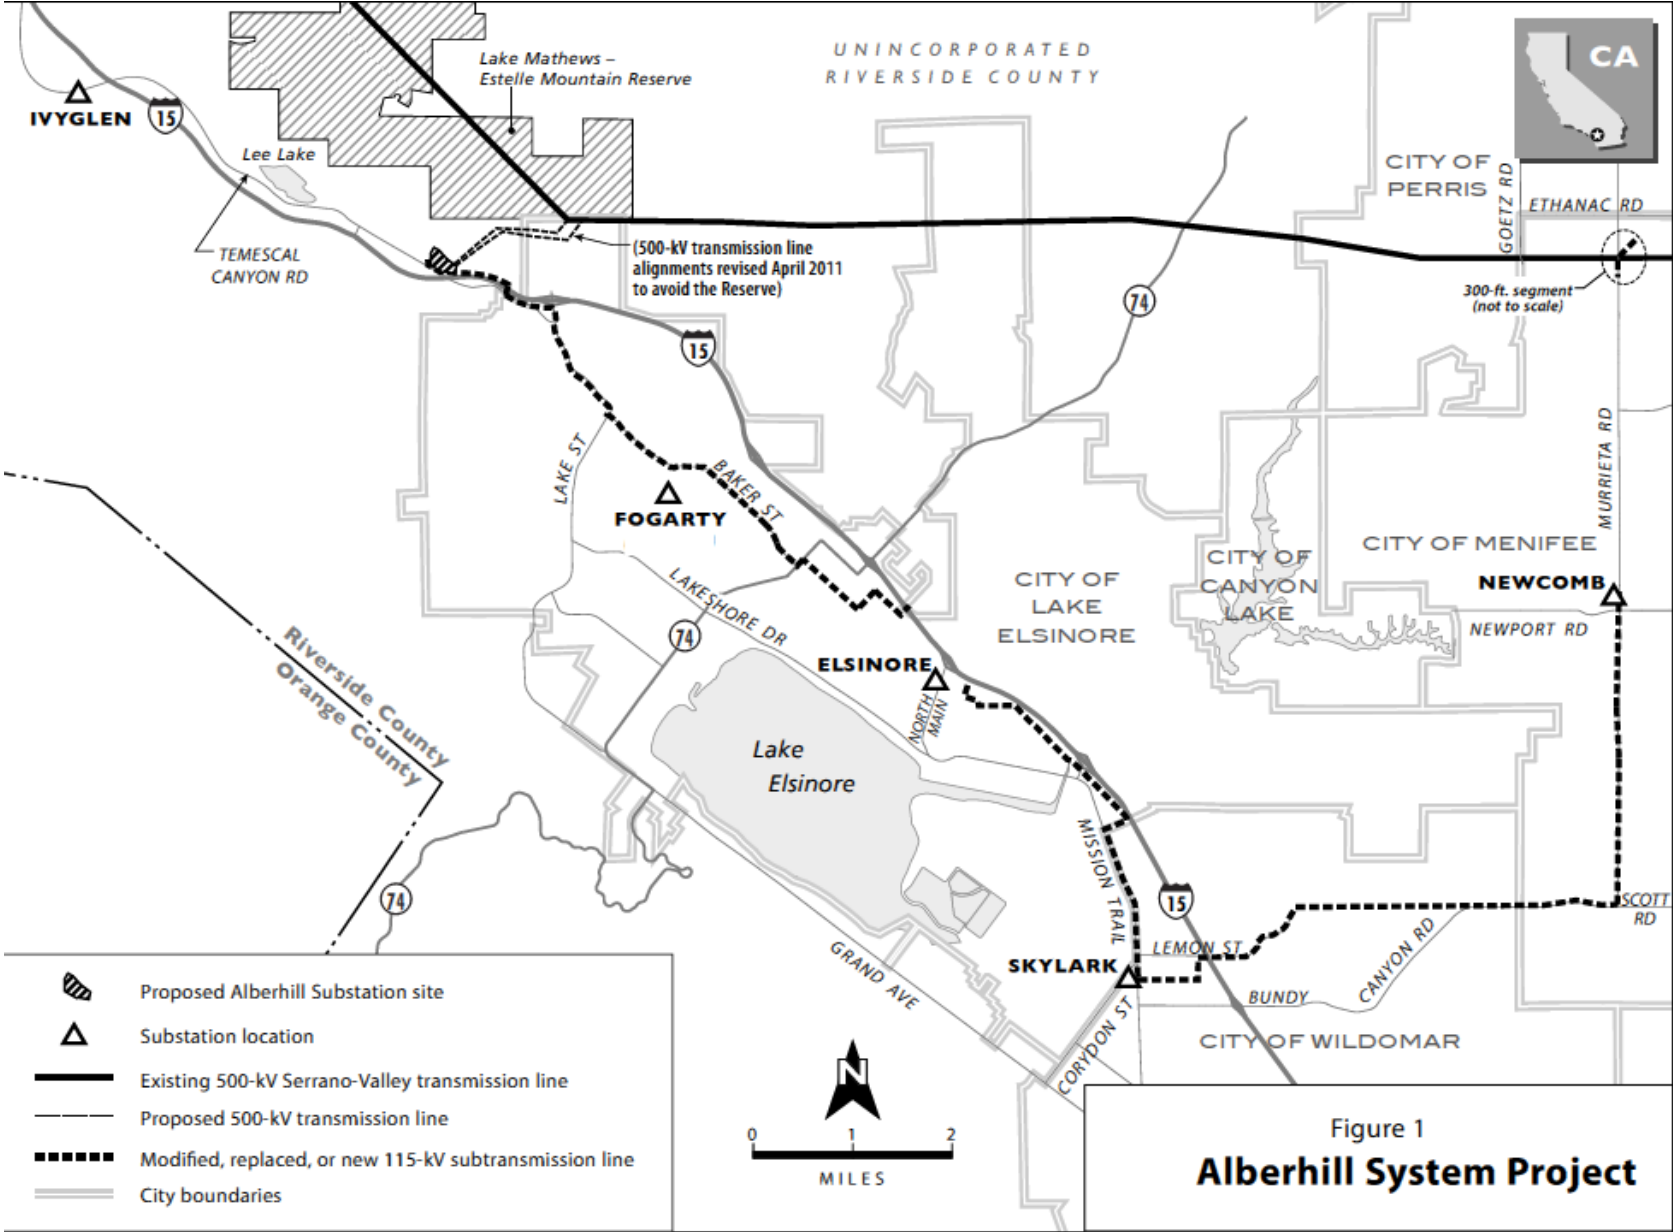 UNINCORPORATED
RIVERSIDE COUNTY
CA
Lake Mathews –
Estelle Mountain Reserve
IVYGLEN
15
Lee Lake
TEMESCAL
CANYON RD
(500-kV transmission line
alignments revised April 2011
to avoid the Reserve)
CITY OF
PERRIS
GOETZ RD
ETHANAC RD
300-ft. segment
(not to scale)
74
15
MURRIETA RD
LAKE ST
BAKER ST
FOGARTY
LAKESHORE DR
74
CITY OF
LAKE
ELSINORE
CITY OF
CANYON
LAKE
CITY OF MENIFEE
NEWCOMB
NEWPORT RD
Riverside County
Orange County
ELSINORE
NORTH
MAIN
Lake
Elsinore
MISSION TRAIL
74
15
SCOTT
RD
LEMON ST
CANYON RD
BUNDY
SKYLARK
GRAND AVE
CORYDON ST
CITY OF WILDOMAR
Proposed Alberhill Substation site
Substation location
Existing 500-kV Serrano-Valley transmission line
Proposed 500-kV transmission line
Modified, replaced, or new 115-kV subtransmission line
City boundaries
N
0 1 2
MILES
Figure 1
Alberhill System Project